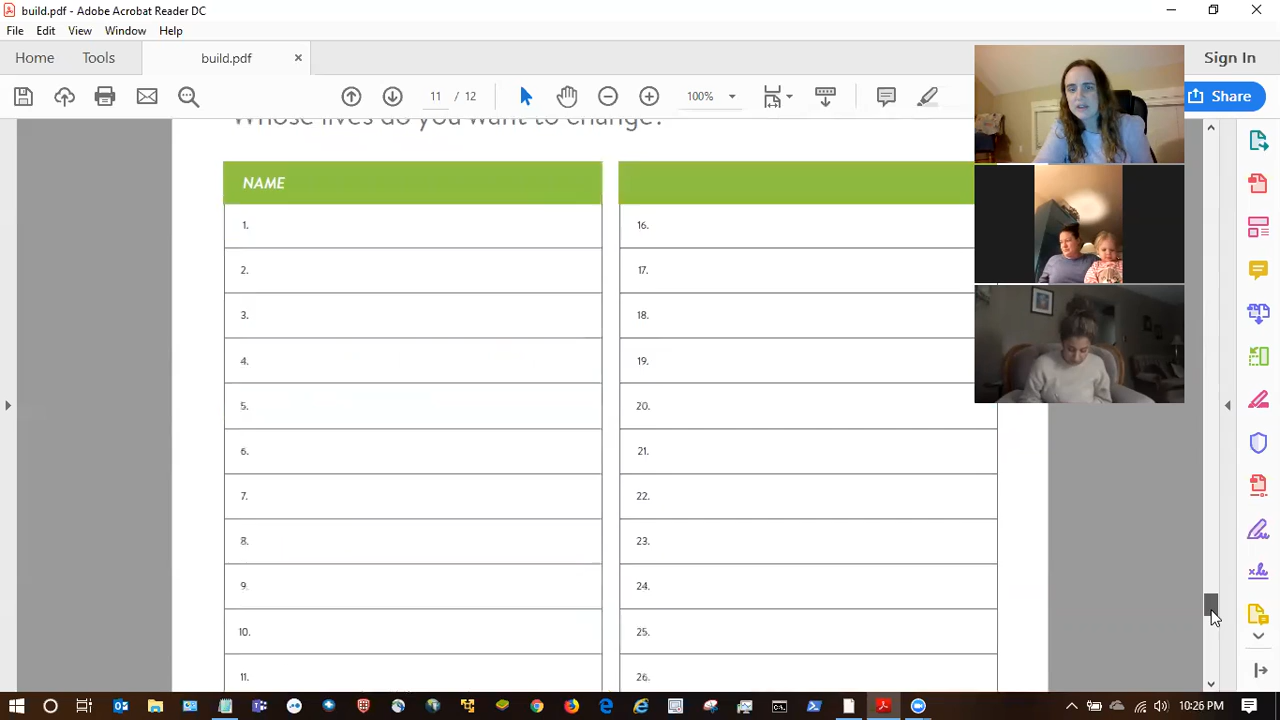 build.pdf - Adobe Acrobat Reader DC
File Edit View Window Help
Home Tools build.pdf × Sign In
11 / 12 100% Share
Whose lives do you want to change?
NAME
1. 16.
2. 17.
3. 18.
4. 19.
5. 20.
6. 21.
7. 22.
8. 23.
9. 24.
10. 25.
11. 26.
10:26 PM